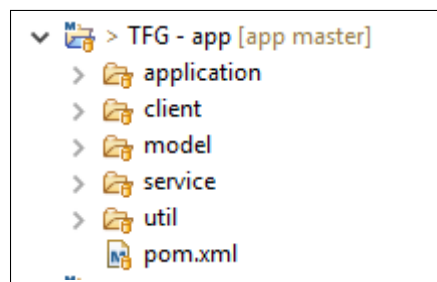 > TFG - app [app master]
application
client
model
service
util
pom.xml